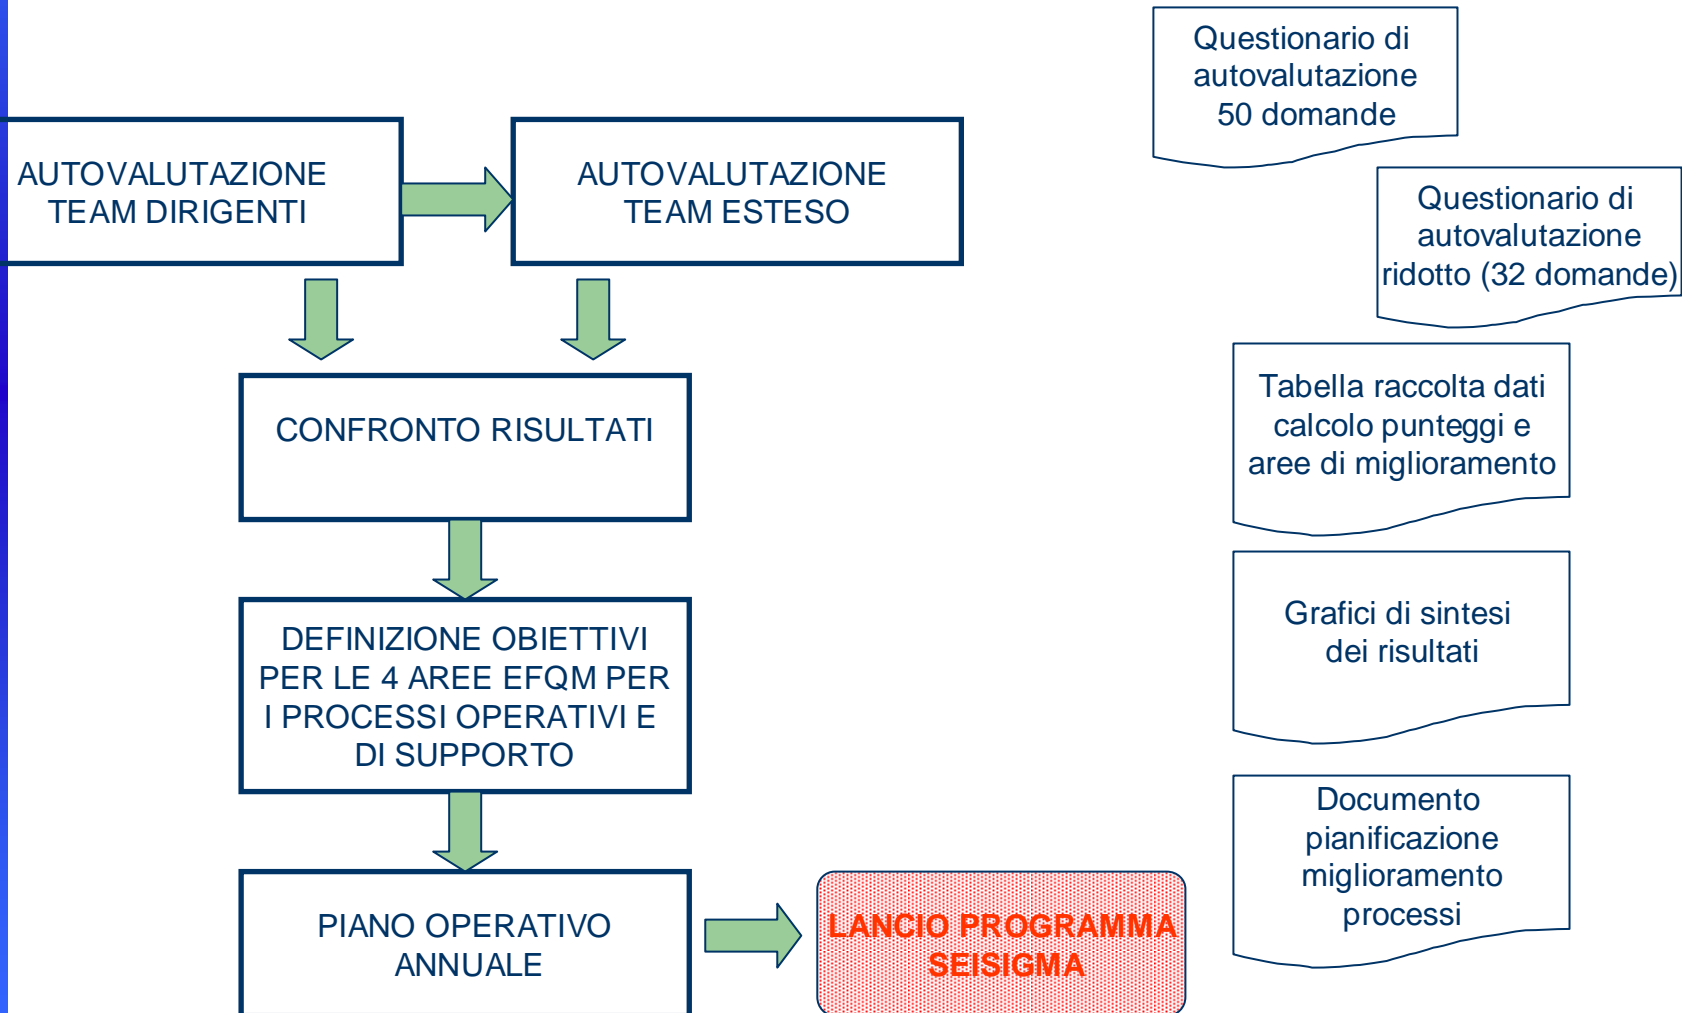 Questionario di
autovalutazione
50 domande
AUTOVALUTAZIONE
TEAM DIRIGENTI
AUTOVALUTAZIONE
TEAM ESTESO
Questionario di
autovalutazione
ridotto (32 domande)
CONFRONTO RISULTATI
Tabella raccolta dati
calcolo punteggi e
aree di miglioramento
DEFINIZIONE OBIETTIVI
PER LE 4 AREE EFQM PER
I PROCESSI OPERATIVI E
DI SUPPORTO
Grafici di sintesi
dei risultati
PIANO OPERATIVO
ANNUALE
LANCIO PROGRAMMA
SEISIGMA
Documento
pianificazione
miglioramento
processi